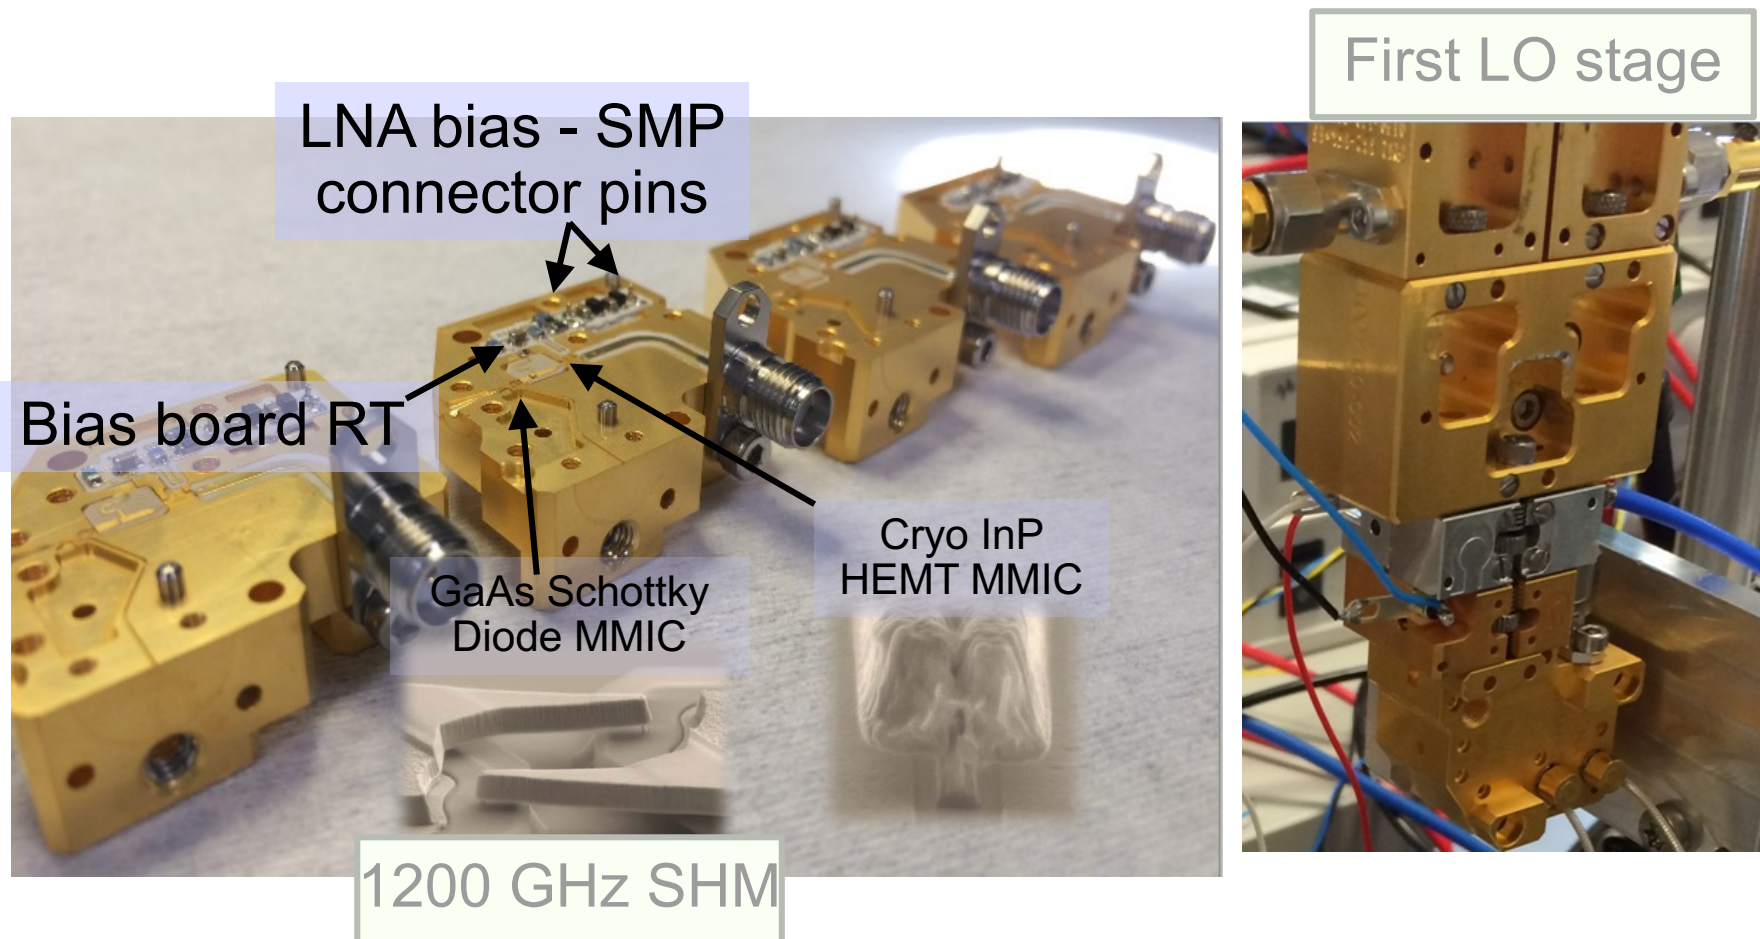 First LO stage
LNA bias - SMP
connector pins
Bias board RT
Cryo InP
HEMT MMIC
GaAs Schottky
Diode MMIC
1200 GHz SHM